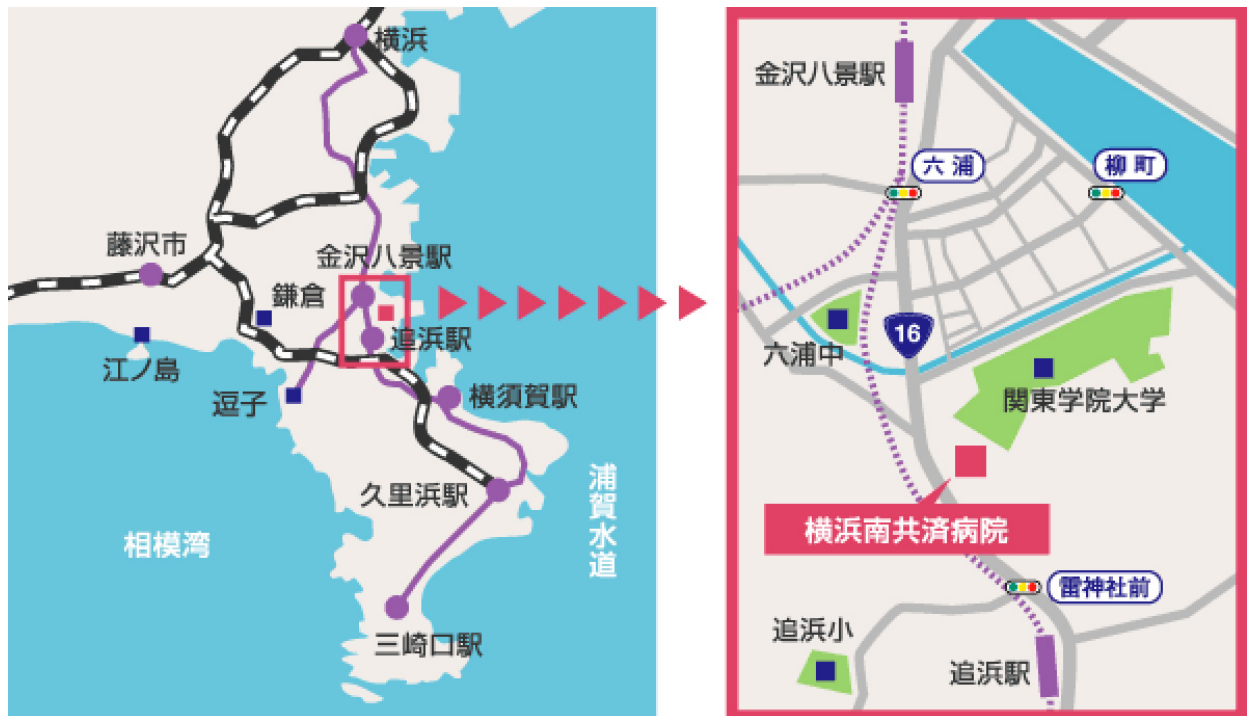 横浜
藤沢市
金沢八景駅
鎌倉
追浜駅
江ノ島
逗子
横須賀駅
久里浜駅
浦賀水道
相模湾
三崎口駅
金沢八景駅
六浦
柳町
16
六浦中
関東学院大学
横浜南共済病院
雷神社前
追浜小
追浜駅